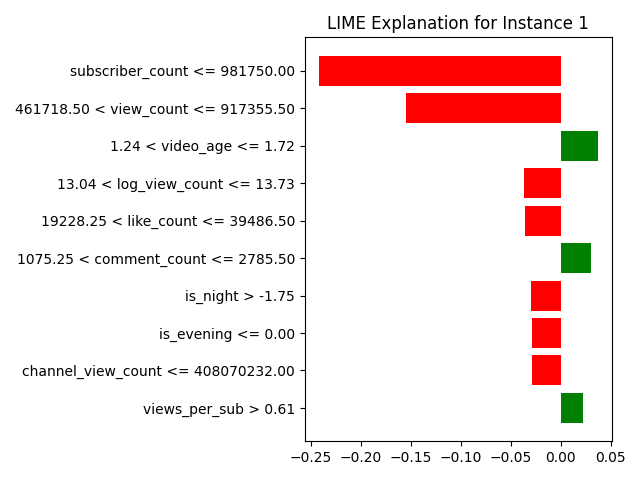 LIME Explanation for Instance 1
subscriber_count <= 981750.00
461718.50 < view_count <= 917355.50
1.24 < video_age <= 1.72
13.04 < log_view_count <= 13.73
19228.25 < like_count <= 39486.50
1075.25 < comment_count <= 2785.50
is_night > -1.75
is_evening <= 0.00
channel_view_count <= 408070232.00
views_per_sub > 0.61
−0.25 −0.20 −0.15 −0.10 −0.05 0.00 0.05